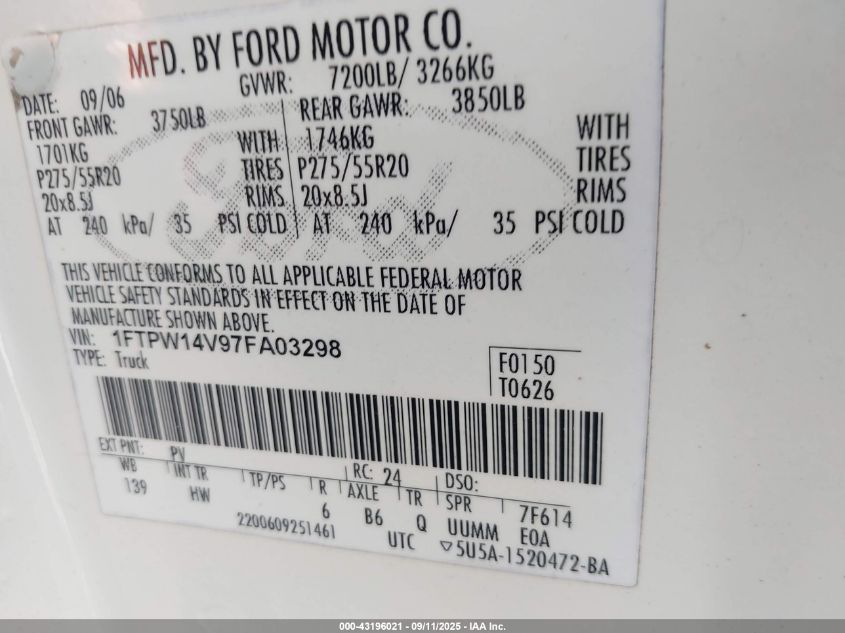 MFD. BY FORD MOTOR CO.
DATE: 09/06 GVWR: 7200LB/ 3266KG
FRONT GAWR: 3750LB REAR GAWR: 3850LB
1701KG WITH 1746KG WITH
P275/55R20 TIRES P275/55R20 TIRES
20x8.5J RIMS 20x8.5J RIMS
AT 240 kPa/ 35 PSI COLD AT 240 kPa/ 35 PSI COLD
Ford
THIS VEHICLE CONFORMS TO ALL APPLICABLE FEDERAL MOTOR
VEHICLE SAFETY STANDARDS IN EFFECT ON THE DATE OF
MANUFACTURE SHOWN ABOVE.
VIN: 1FTPW14V97FA03298
TYPE: Truck
F0150
T0626
EXT PNT: PV RC: 24 DSO:
WB INT TR TP/PS R AXLE TR SPR 7F614
139 HW 6 B6 Q UUMM E0A
2200609251461 UTC ▽5U5A-1520472-BA
000-43196021 - 09/11/2025 - IAA Inc.